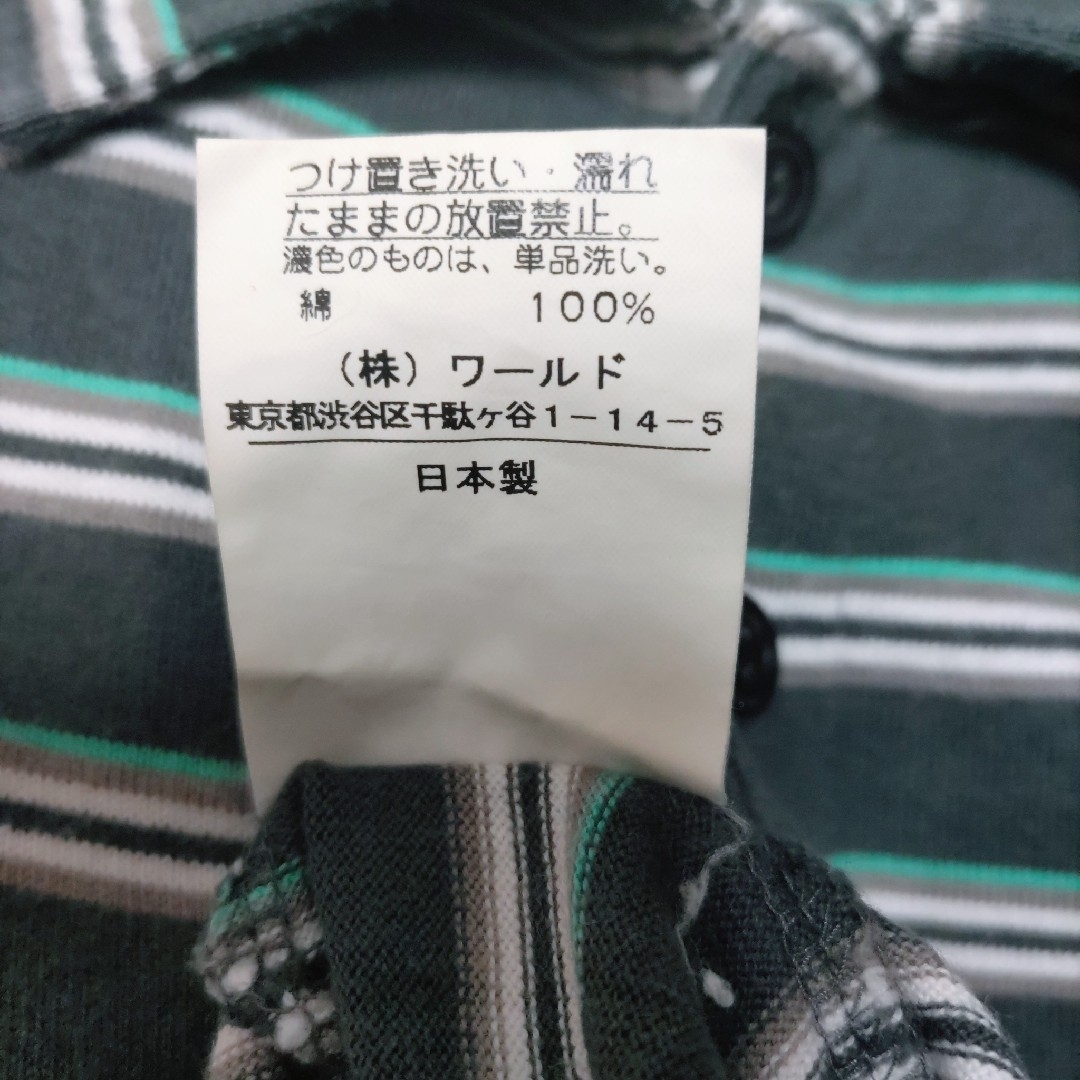 つけ置き洗い・濡れ
たままの放置禁止。
濃色のものは、単品洗い。
綿 100%
（株）ワールド
東京都渋谷区千駄ヶ谷1－14－5
日本製